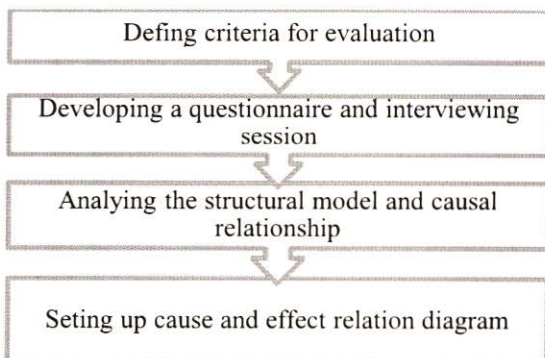 Defing criteria for evaluation
Developing a questionnaire and interviewing
session
Analying the structural model and causal
relationship
Seting up cause and effect relation diagram